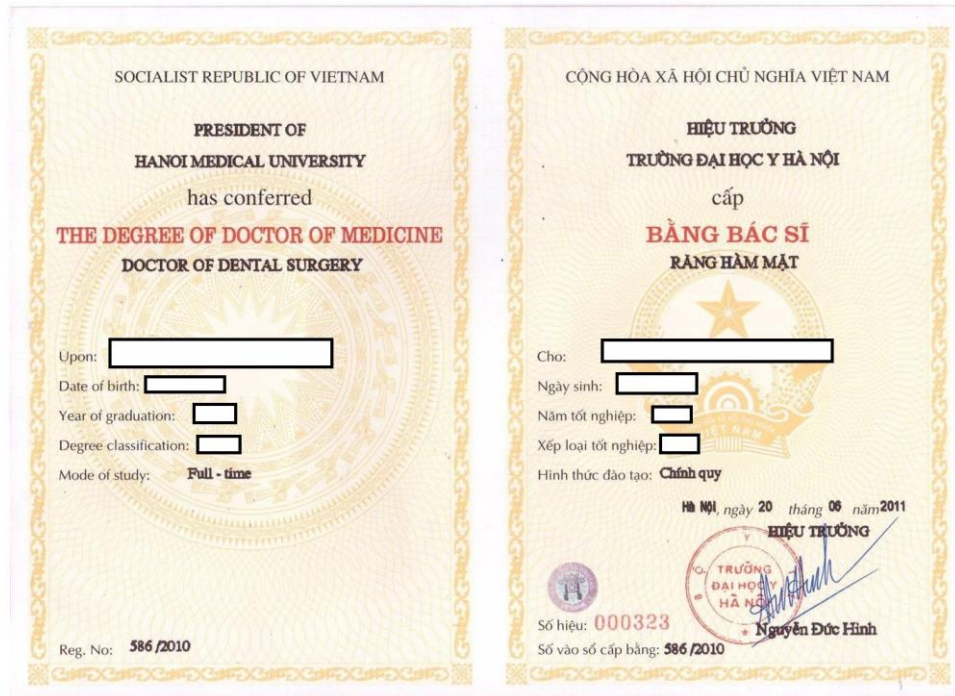 SOCIALIST REPUBLIC OF VIETNAM
PRESIDENT OF
HANOI MEDICAL UNIVERSITY
has conferred
THE DEGREE OF DOCTOR OF MEDICINE
DOCTOR OF DENTAL SURGERY
Upon:
Date of birth:
Year of graduation:
Degree classification:
Mode of study: Full - time
Reg. No: 586 /2010
CỘNG HÒA XÃ HỘI CHỦ NGHĨA VIỆT NAM
HIỆU TRƯỞNG
TRƯỜNG ĐẠI HỌC Y HÀ NỘI
cấp
BẰNG BÁC SĨ
RĂNG HÀM MẶT
Cho:
Ngày sinh:
Năm tốt nghiệp:
Xếp loại tốt nghiệp:
VIỆT NAM
Hình thức đào tạo: Chính quy
Hà Nội, ngày 20 tháng 06 năm 2011
HIỆU TRƯỞNG
BỘ Y
TRƯỜNG
ĐẠI HỌC Y
HÀ NỘI
Số hiệu: 000323
Nguyễn Đức Hinh
Số vào sổ cấp bằng: 586 /2010